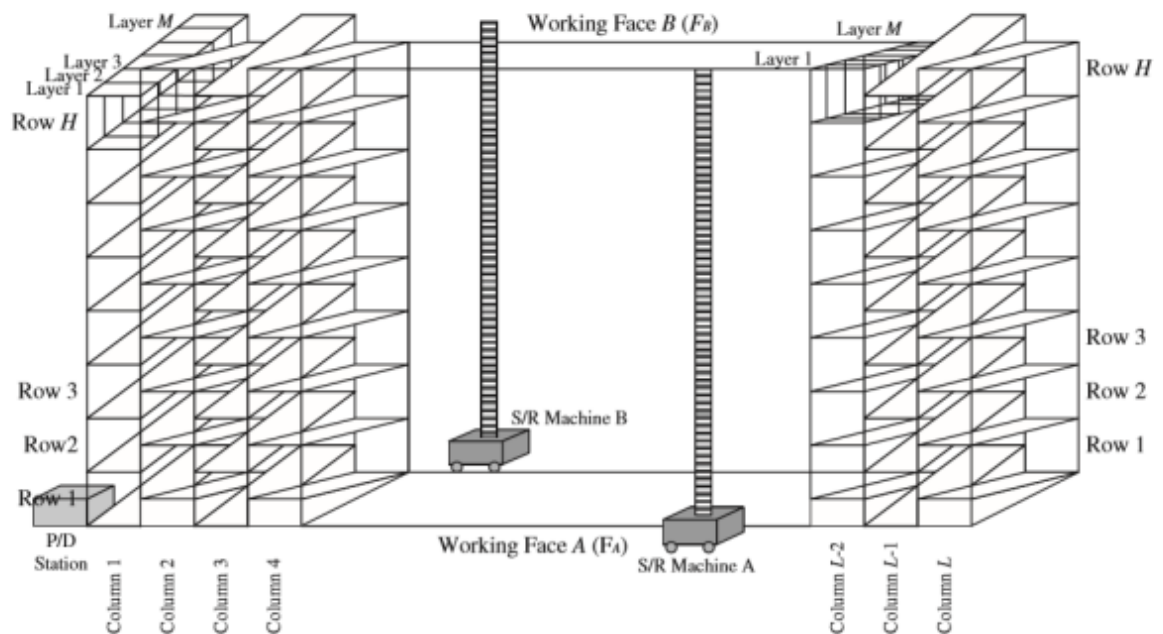 Layer M
Working Face B (FB)
Layer M
Layer 3
Layer 2
Layer 1
Layer 1
Row H
Row H
Row 3
Row 3
Row 2
S/R Machine B
Row2
Row 1
Row 1
P/D
Station
Working Face A (FA)
S/R Machine A
Column 1
Column 2
Column 3
Column 4
Column L-2
Column L-1
Column L